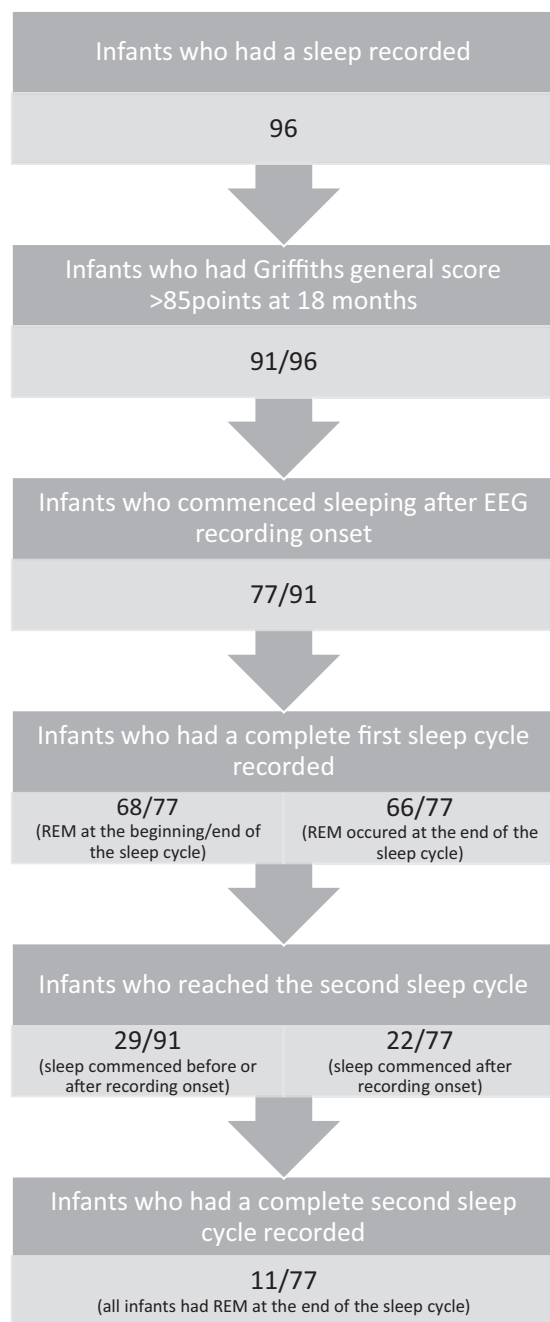 Infants who had a sleep recorded
96
Infants who had Griffiths general score
>85points at 18 months
91/96
Infants who commenced sleeping after EEG
recording onset
77/91
Infants who had a complete first sleep cycle
recorded
68/77
(REM at the beginning/end of
the sleep cycle)
66/77
(REM occured at the end of the
sleep cycle)
Infants who reached the second sleep cycle
29/91
(sleep commenced before or
after recording onset)
22/77
(sleep commenced after
recording onset)
Infants who had a complete second sleep
cycle recorded
11/77
(all infants had REM at the end of the sleep cycle)